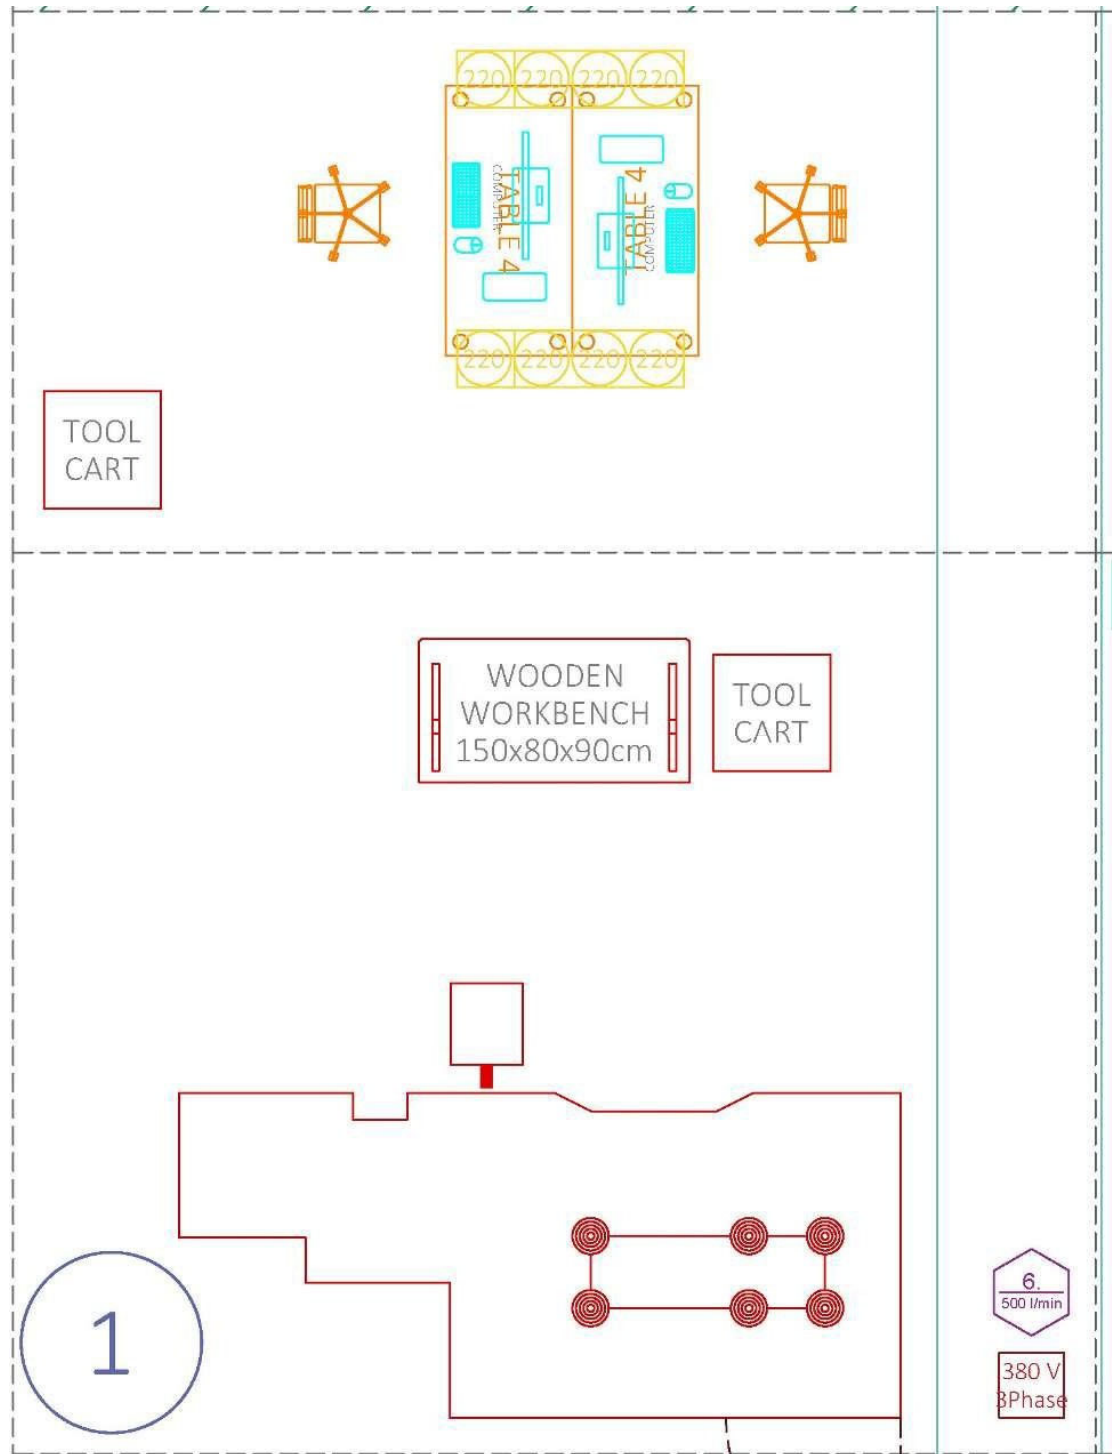 220 220 220 220
TABLE 4
COMPUTER
TABLE 4
COMPUTER
220 220 220 220
TOOL
CART
WOODEN
WORKBENCH
150x80x90cm
TOOL
CART
6.
500 l/min
1
380 V
3Phase